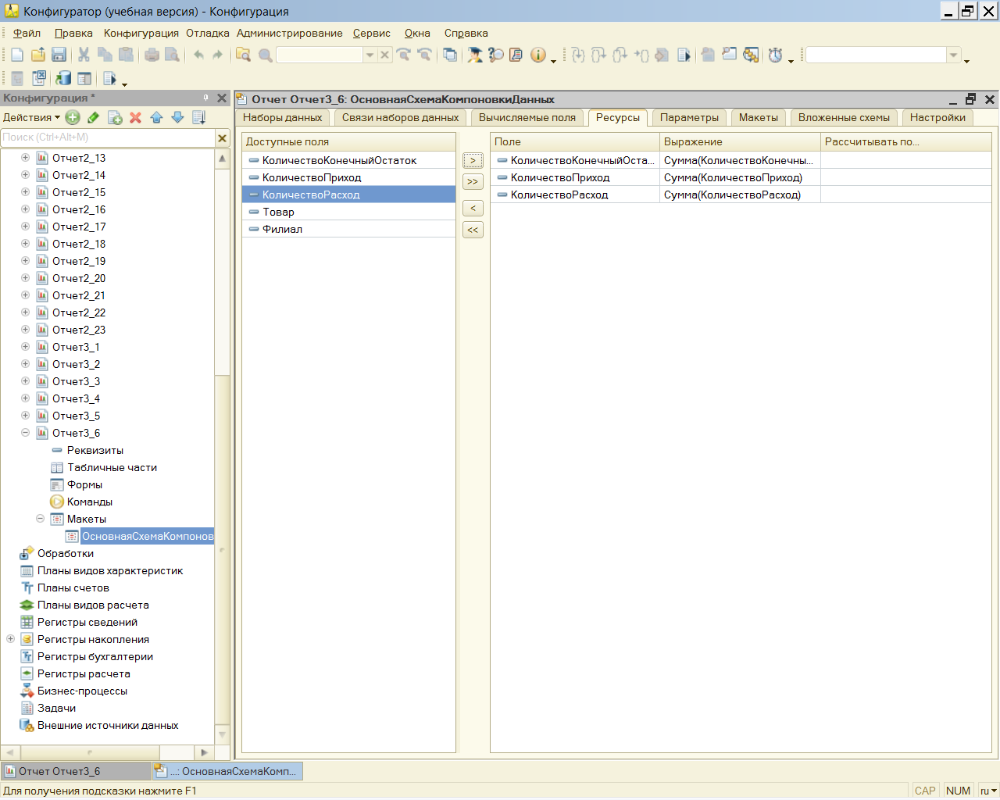 Конфигуратор (учебная версия) - Конфигурация
Файл Правка Конфигурация Отладка Администрирование Сервис Окна Справка
Конфигурация *
Действия
Поиск (Ctrl+Alt+M)
Отчет2_13
Отчет2_14
Отчет2_15
Отчет2_16
Отчет2_17
Отчет2_18
Отчет2_19
Отчет2_20
Отчет2_21
Отчет2_22
Отчет2_23
Отчет3_1
Отчет3_2
Отчет3_3
Отчет3_4
Отчет3_5
Отчет3_6
Реквизиты
Табличные части
Формы
Команды
Макеты
ОсновнаяСхемаКомпонов
Обработки
Планы видов характеристик
Планы счетов
Планы видов расчета
Регистры сведений
Регистры накопления
Регистры бухгалтерии
Регистры расчета
Бизнес-процессы
Задачи
Внешние источники данных
Отчет Отчет3_6: ОсновнаяСхемаКомпоновкиДанных
Наборы данных Связи наборов данных Вычисляемые поля Ресурсы Параметры Макеты Вложенные схемы Настройки
Доступные поля
КоличествоКонечныйОстаток
КоличествоПриход
КоличествоРасход
Товар
Филиал
>
>>
<
<<
Поле Выражение Рассчитывать по...
КоличествоКонечныйОста... Сумма(КоличествоКонечны...
КоличествоПриход Сумма(КоличествоПриход)
КоличествоРасход Сумма(КоличествоРасход)
Отчет Отчет3_6 ...: ОсновнаяСхемаКомп...
Для получения подсказки нажмите F1 CAP NUM ru